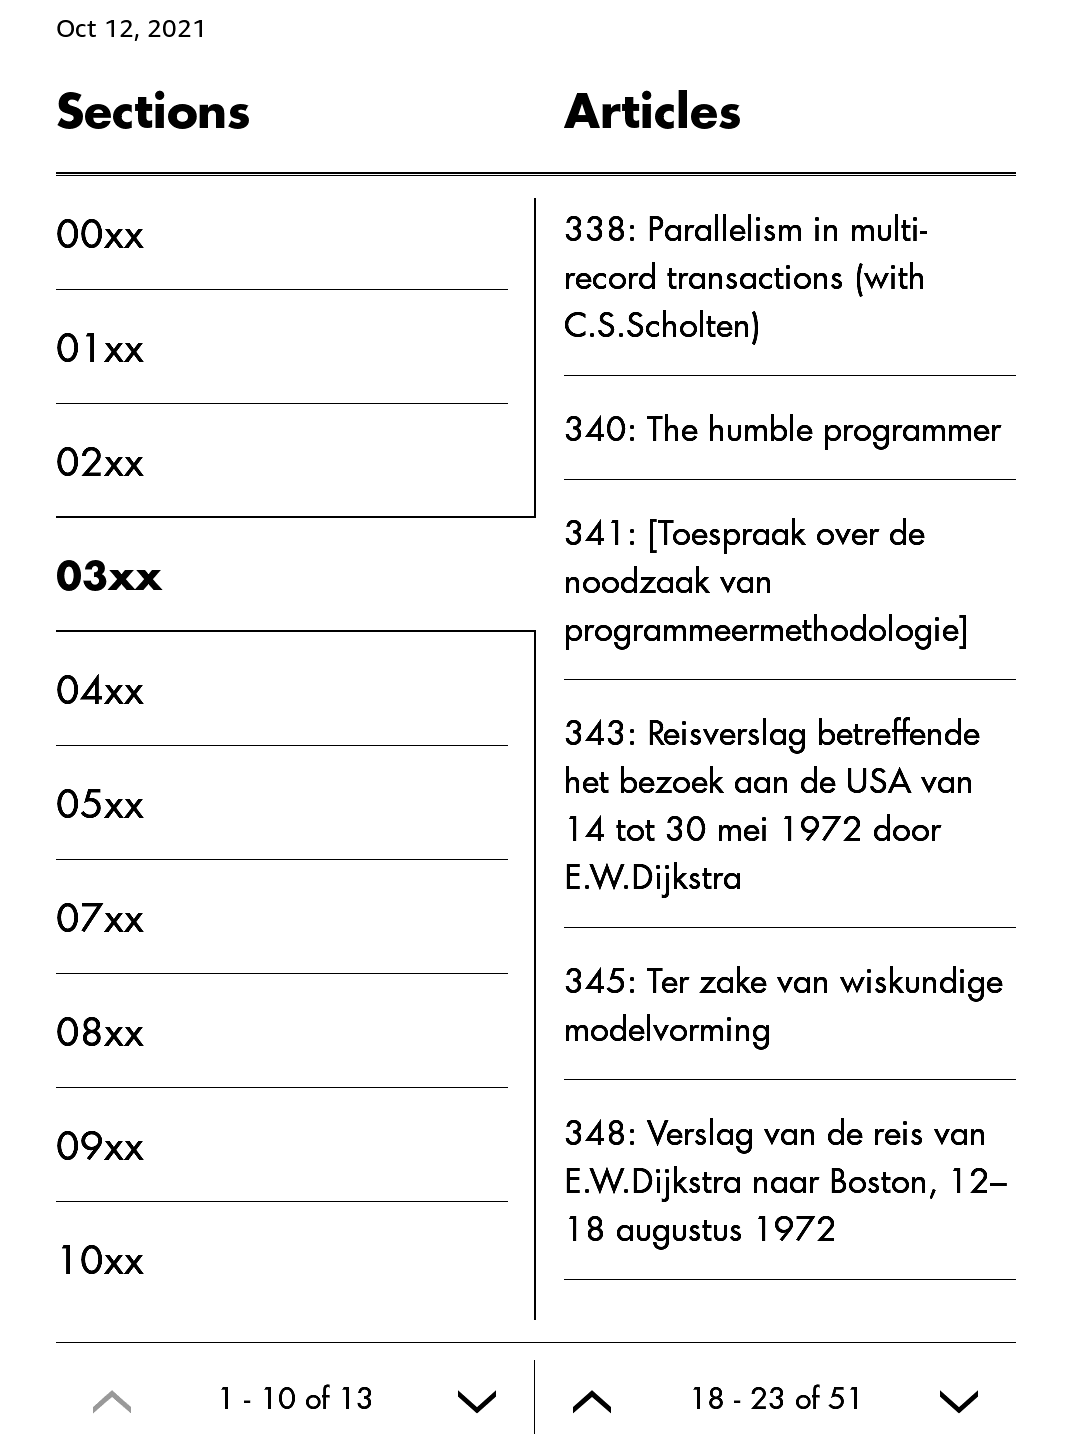 Oct 12, 2021
Sections
00xx
01xx
02xx
03xx
04xx
05xx
07xx
08xx
09xx
10xx
1 - 10 of 13
Articles
338: Parallelism in multi-
record transactions (with
C.S.Scholten)
340: The humble programmer
341: [Toespraak over de
noodzaak van
programmeermethodologie]
343: Reisverslag betreffende
het bezoek aan de USA van
14 tot 30 mei 1972 door
E.W.Dijkstra
345: Ter zake van wiskundige
modelvorming
348: Verslag van de reis van
E.W.Dijkstra naar Boston, 12–
18 augustus 1972
18 - 23 of 51